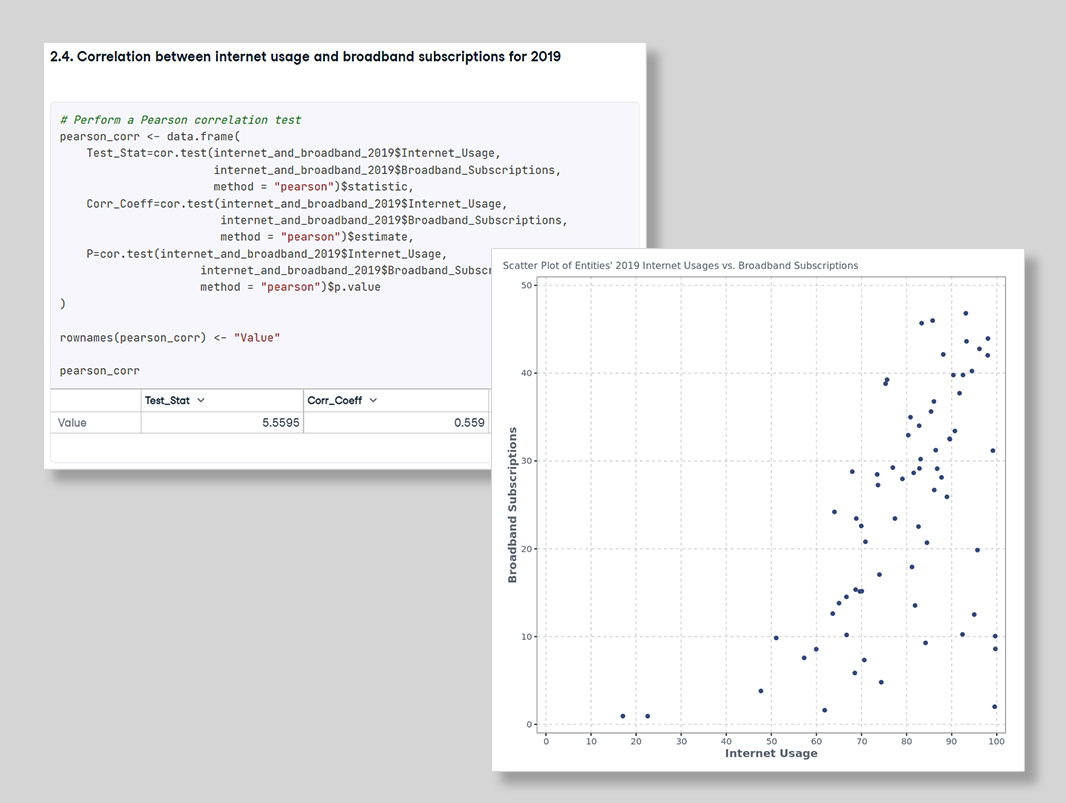 2.4. Correlation between internet usage and broadband subscriptions for 2019
# Perform a Pearson correlation test
pearson_corr <- data.frame(
Test_Stat=cor.test(internet_and_broadband_2019$Internet_Usage,
internet_and_broadband_2019$Broadband_Subscriptions,
method = "pearson")$statistic,
Corr_Coeff=cor.test(internet_and_broadband_2019$Internet_Usage,
internet_and_broadband_2019$Broadband_Subscriptions,
method = "pearson")$estimate,
P=cor.test(internet_and_broadband_2019$Internet_Usage,
internet_and_broadband_2019$Broadband_Subscr
method = "pearson")$p.value
)
rownames(pearson_corr) <- "Value"
pearson_corr
Test_Stat Corr_Coeff
Value 5.5595 0.559
Scatter Plot of Entities' 2019 Internet Usages vs. Broadband Subscriptions
Broadband Subscriptions
50
40
30
20
10
0
0 10 20 30 40 50 60 70 80 90 100
Internet Usage